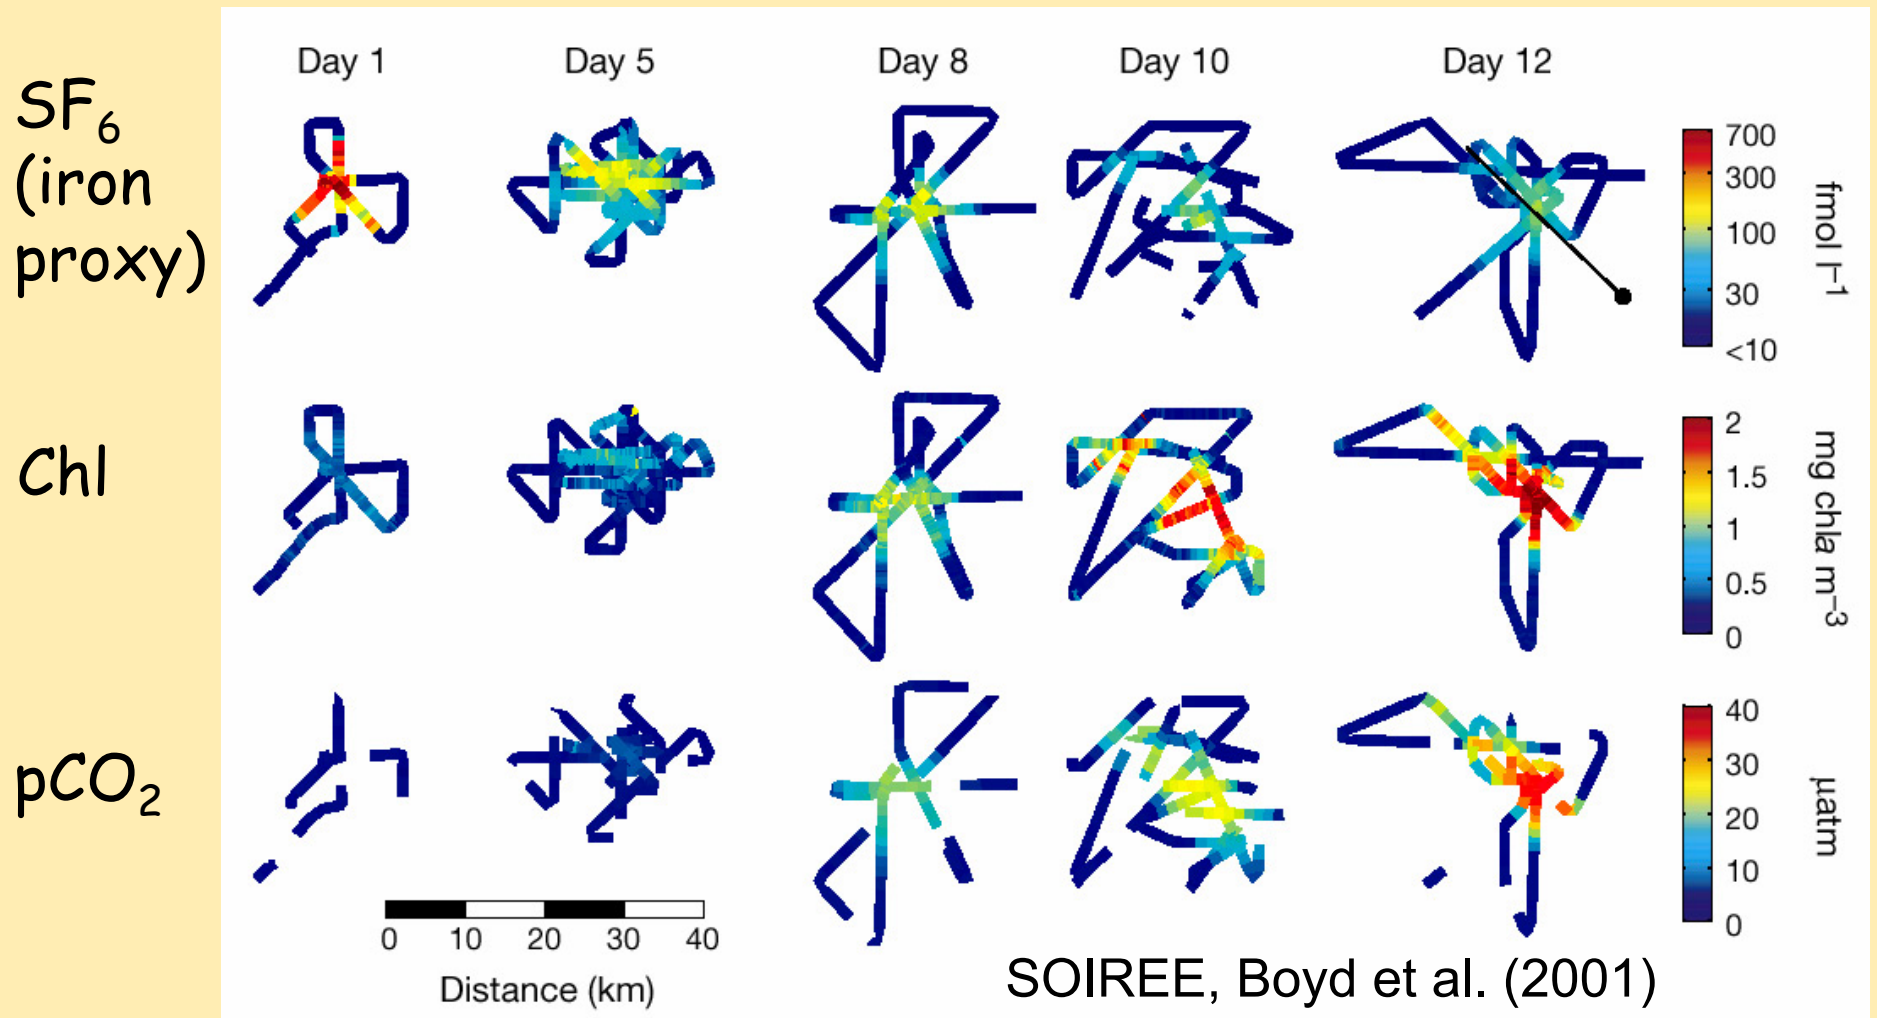 Day 1 Day 5 Day 8 Day 10 Day 12
SF₆
(iron
proxy)
700
300
100
30
<10
fmol l⁻¹
Chl
2
1.5
1
0.5
0
mg chla m⁻³
pCO₂
40
30
20
10
0
µatm
0 10 20 30 40
Distance (km)
SOIREE, Boyd et al. (2001)